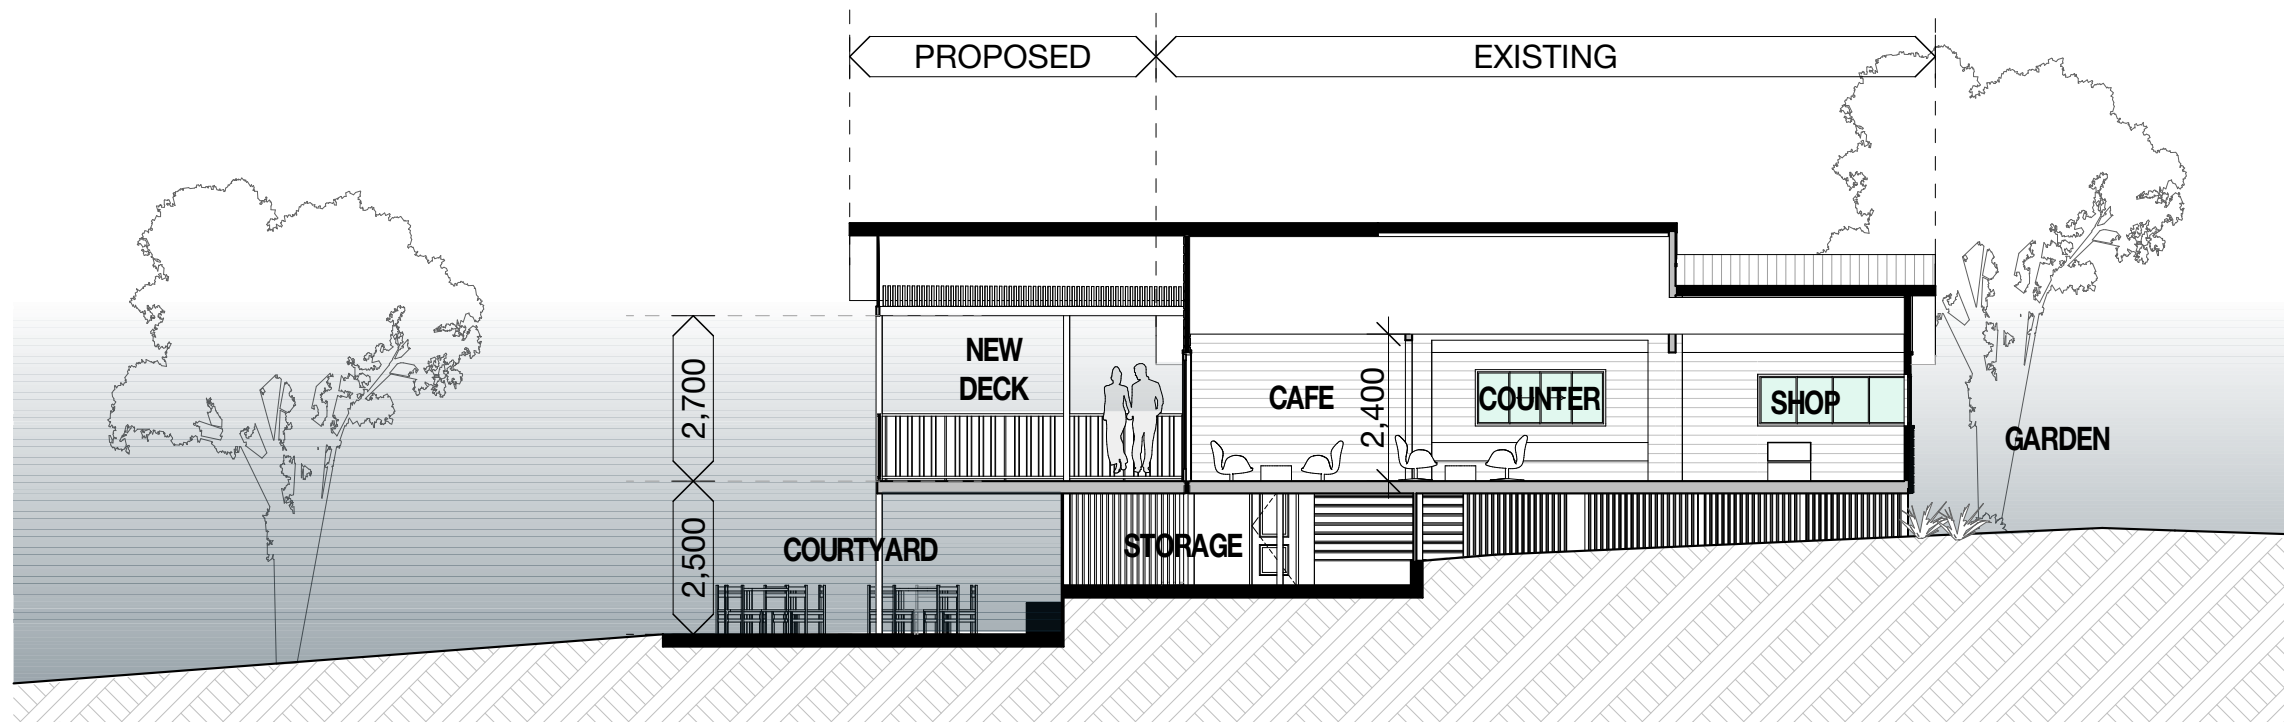 PROPOSED
EXISTING
NEW
DECK
2,700
CAFE
2,400
COUNTER
SHOP
GARDEN
2,500
COURTYARD
STORAGE